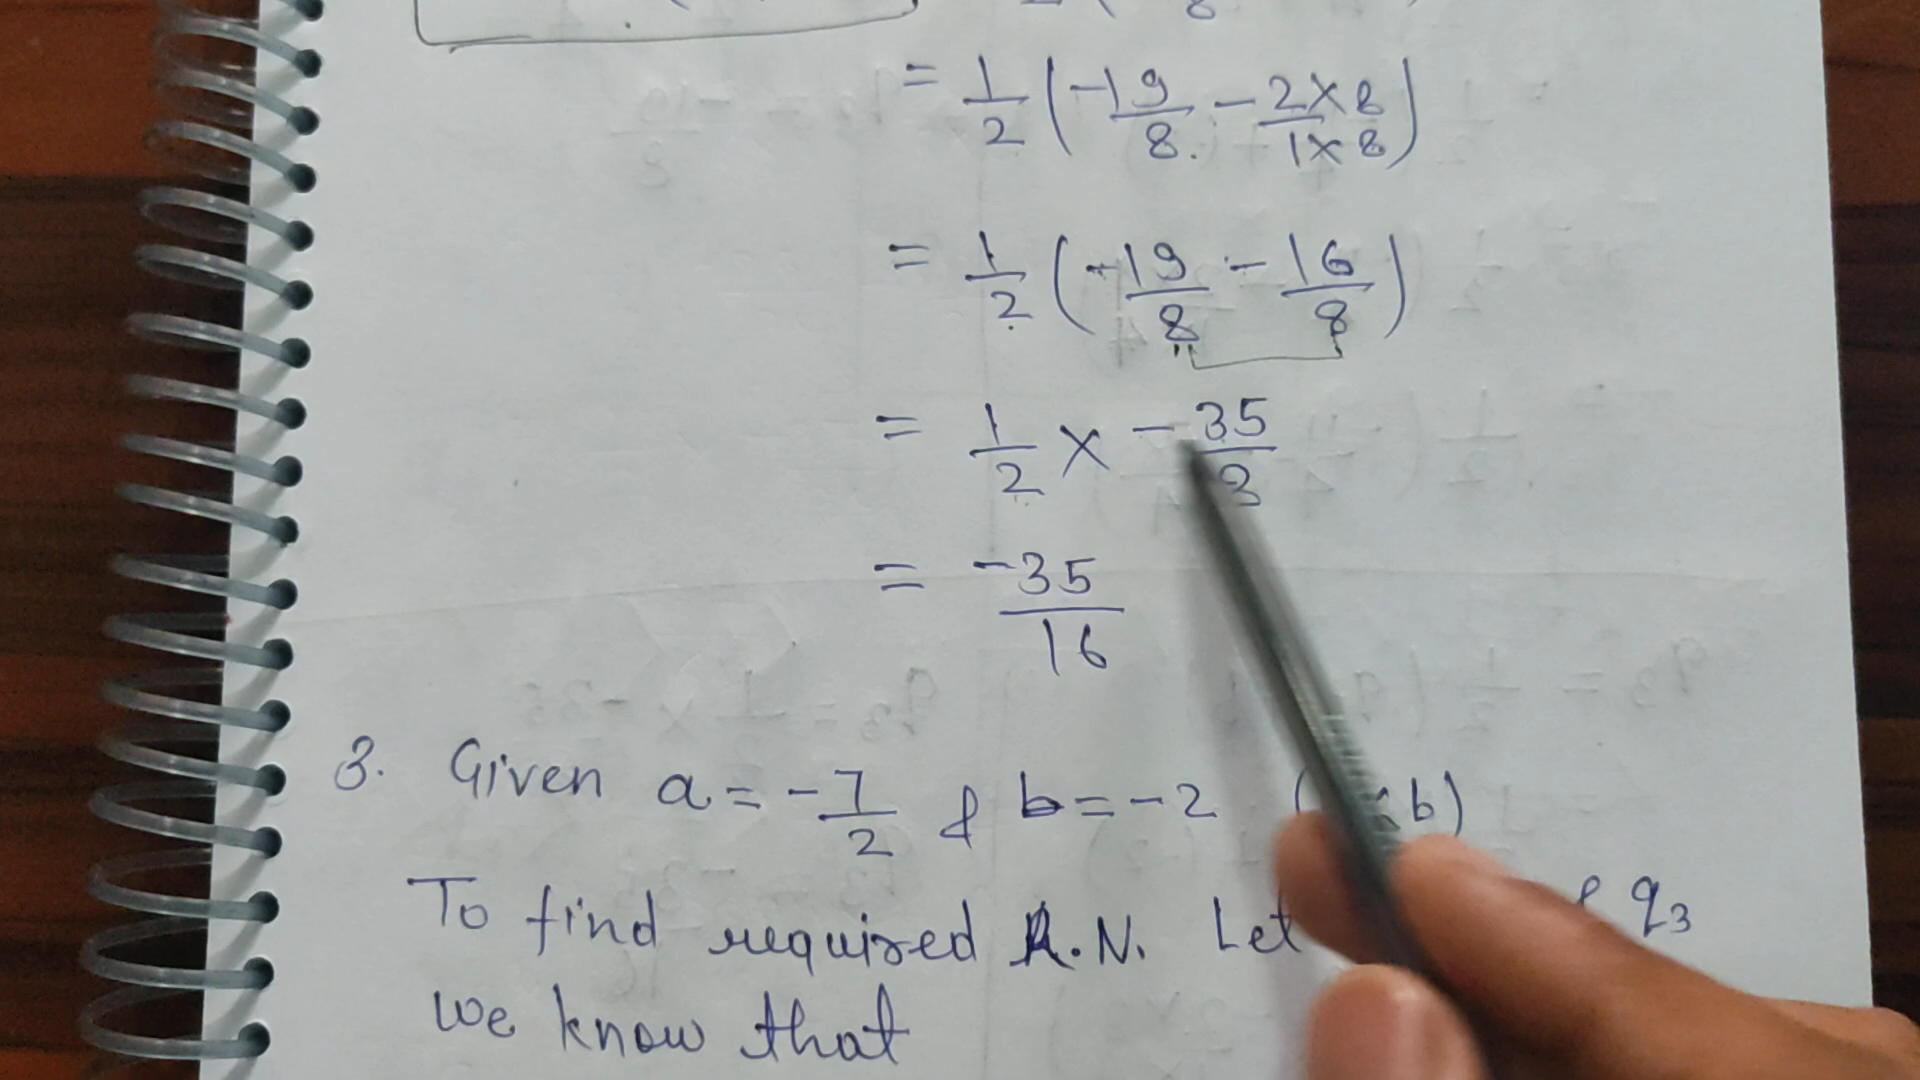 = 1/2 (-19/8 - 2×8/1×8)
= 1/2 (-19/8 - 16/8)
= 1/2 × -35/8
= -35/16
3. Given a = -7/2 & b = -2 ( < b)
To find required R.N. Let q3
we know that